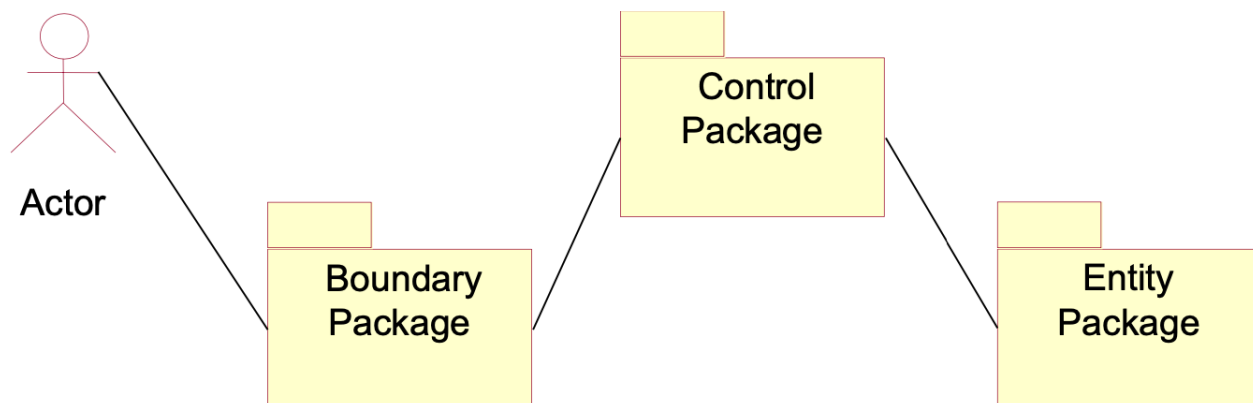 Actor
Boundary
Package
Control
Package
Entity
Package